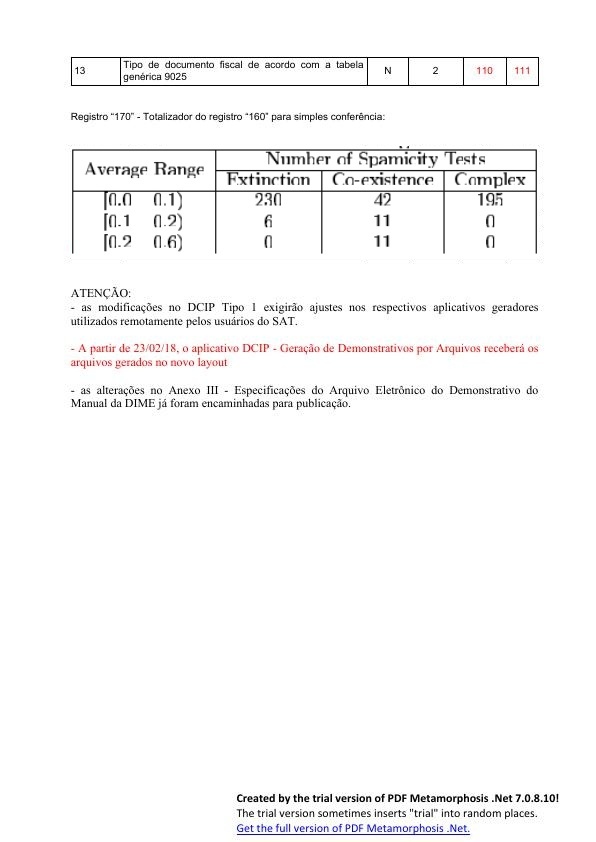 13 Tipo de documento fiscal de acordo com a tabela N 2 110 111
genérica 9025
Registro “170” - Totalizador do registro “160” para simples conferência:
Average Range Number of Spamicity Tests
Extinction Co-existence Complex
[0.0 0.1) 230 42 195
[0.1 0.2) 6 11 0
[0.2 0.6) 0 11 0
ATENÇÃO:
- as modificações no DCIP Tipo 1 exigirão ajustes nos respectivos aplicativos geradores
utilizados remotamente pelos usuários do SAT.
- A partir de 23/02/18, o aplicativo DCIP - Geração de Demonstrativos por Arquivos receberá os
arquivos gerados no novo layout
- as alterações no Anexo III - Especificações do Arquivo Eletrônico do Demonstrativo do
Manual da DIME já foram encaminhadas para publicação.
Created by the trial version of PDF Metamorphosis .Net 7.0.8.10!
The trial version sometimes inserts "trial" into random places.
Get the full version of PDF Metamorphosis .Net.